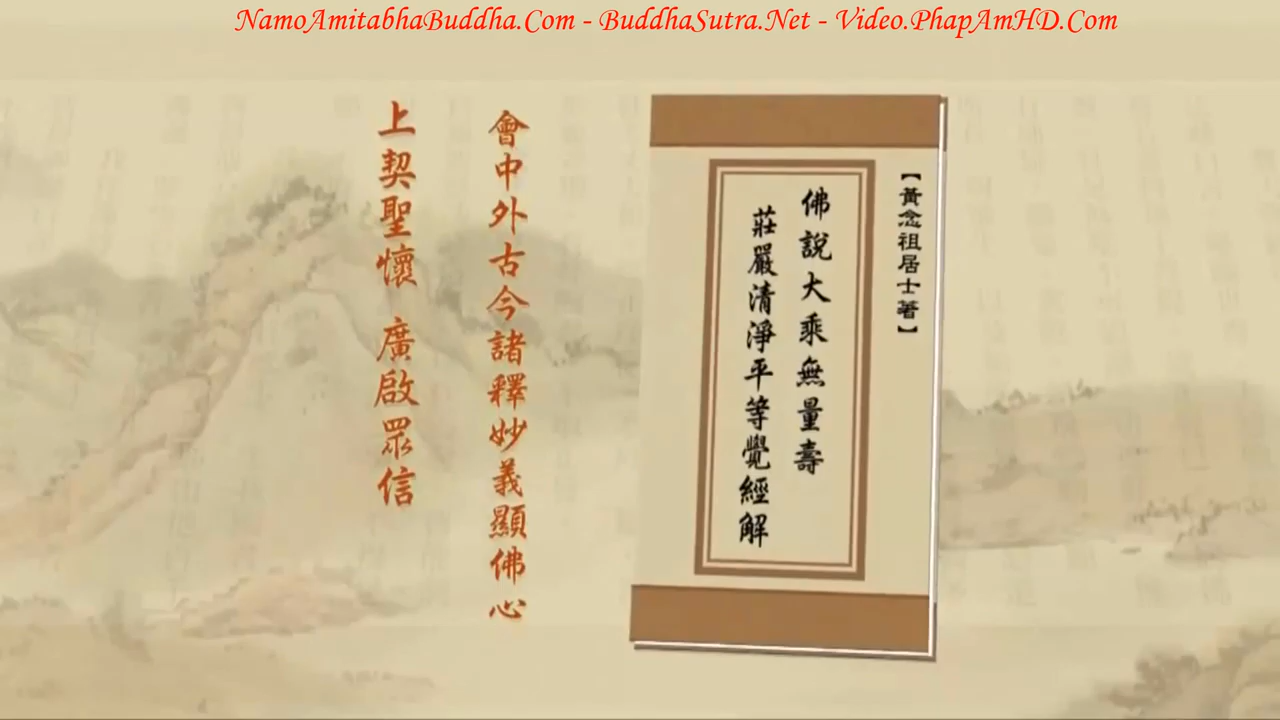 NamoAmitabhaBuddha.Com - BuddhaSutra.Net - Video.PhapAmHD.Com
【黃念祖居士著】
佛說大乘無量壽
莊嚴清淨平等覺經解
會中外古今諸釋妙義顯佛心
上契聖懷 廣啟眾信